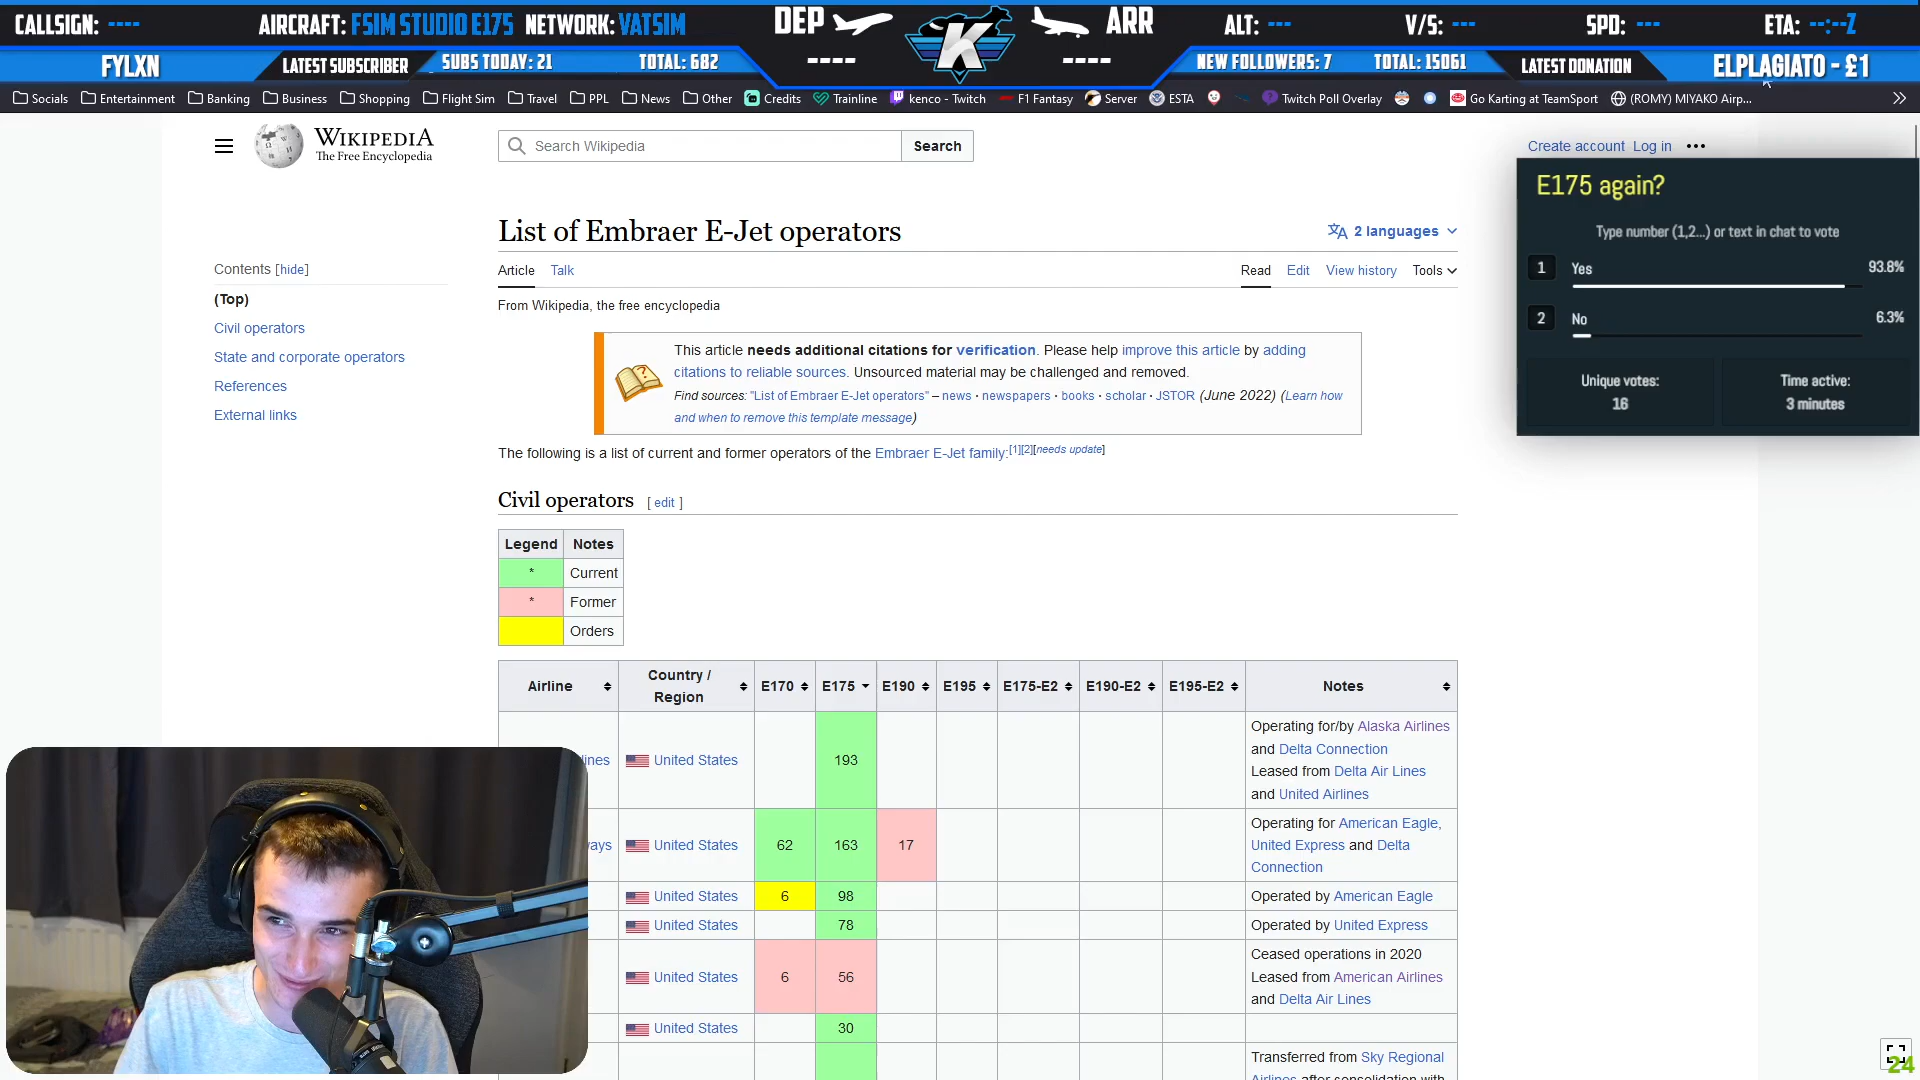 CALLSIGN: ----
AIRCRAFT: FSIM STUDIO E175 NETWORK: VATSIM
DEP
----
K
ARR
----
ALT: ---
V/S: ---
SPD: ---
ETA: --:--Z
FYLXN
LATEST SUBSCRIBER
SUBS TODAY: 21
TOTAL: 682
NEW FOLLOWERS: 7
TOTAL: 15061
LATEST DONATION
ELPLAGIATO - £1
Socials
Entertainment
Banking
Business
Shopping
Flight Sim
Travel
PPL
News
Other
Credits
Trainline
kenco - Twitch
F1 Fantasy
Server
ESTA
Twitch Poll Overlay
Go Karting at TeamSport
(ROMY) MIYAKO Airp...
WIKIPEDIA
The Free Encyclopedia
Search Wikipedia
Search
Create account Log in
E175 again?
Type number (1,2...) or text in chat to vote
1 Yes 93.8%
2 No 6.3%
Unique votes:
16
Time active:
3 minutes
Contents [hide]
(Top)
Civil operators
State and corporate operators
References
External links
List of Embraer E-Jet operators
2 languages
Article Talk
Read Edit View history Tools
From Wikipedia, the free encyclopedia
This article needs additional citations for verification. Please help improve this article by adding
citations to reliable sources. Unsourced material may be challenged and removed.
Find sources: "List of Embraer E-Jet operators" – news · newspapers · books · scholar · JSTOR (June 2022) (Learn how
and when to remove this template message)
The following is a list of current and former operators of the Embraer E-Jet family:[1][2][needs update]
Civil operators [ edit ]
Legend Notes
* Current
* Former
Orders
Airline Country / Region E170 E175 E190 E195 E175-E2 E190-E2 E195-E2 Notes
United States 193 Operating for/by Alaska Airlines
and Delta Connection
Leased from Delta Air Lines
and United Airlines
United States 62 163 17 Operating for American Eagle,
United Express and Delta
Connection
United States 6 98 Operated by American Eagle
United States 78 Operated by United Express
United States 6 56 Ceased operations in 2020
Leased from American Airlines
and Delta Air Lines
United States 30
Transferred from Sky Regional
Airlines after consolidation with
24